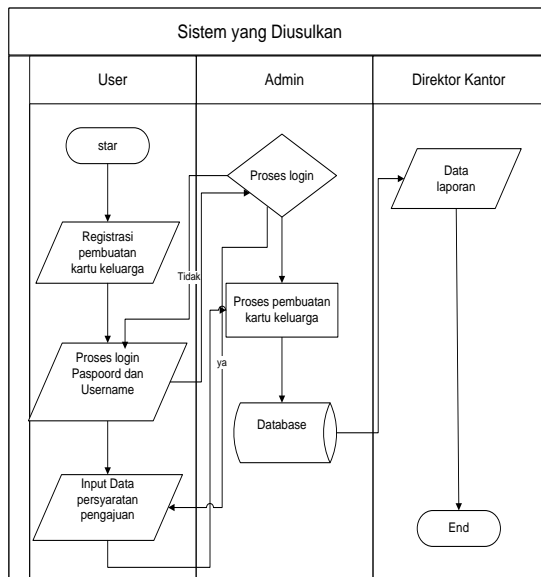 Sistem yang Diusulkan
User
Admin
Direktor Kantor
star
Registrasi
pembuatan
kartu keluarga
Proses login
Paspoord dan
Username
Input Data
persyaratan
pengajuan
Tidak
ya
Proses login
Proses pembuatan
kartu keluarga
Database
Data
laporan
End